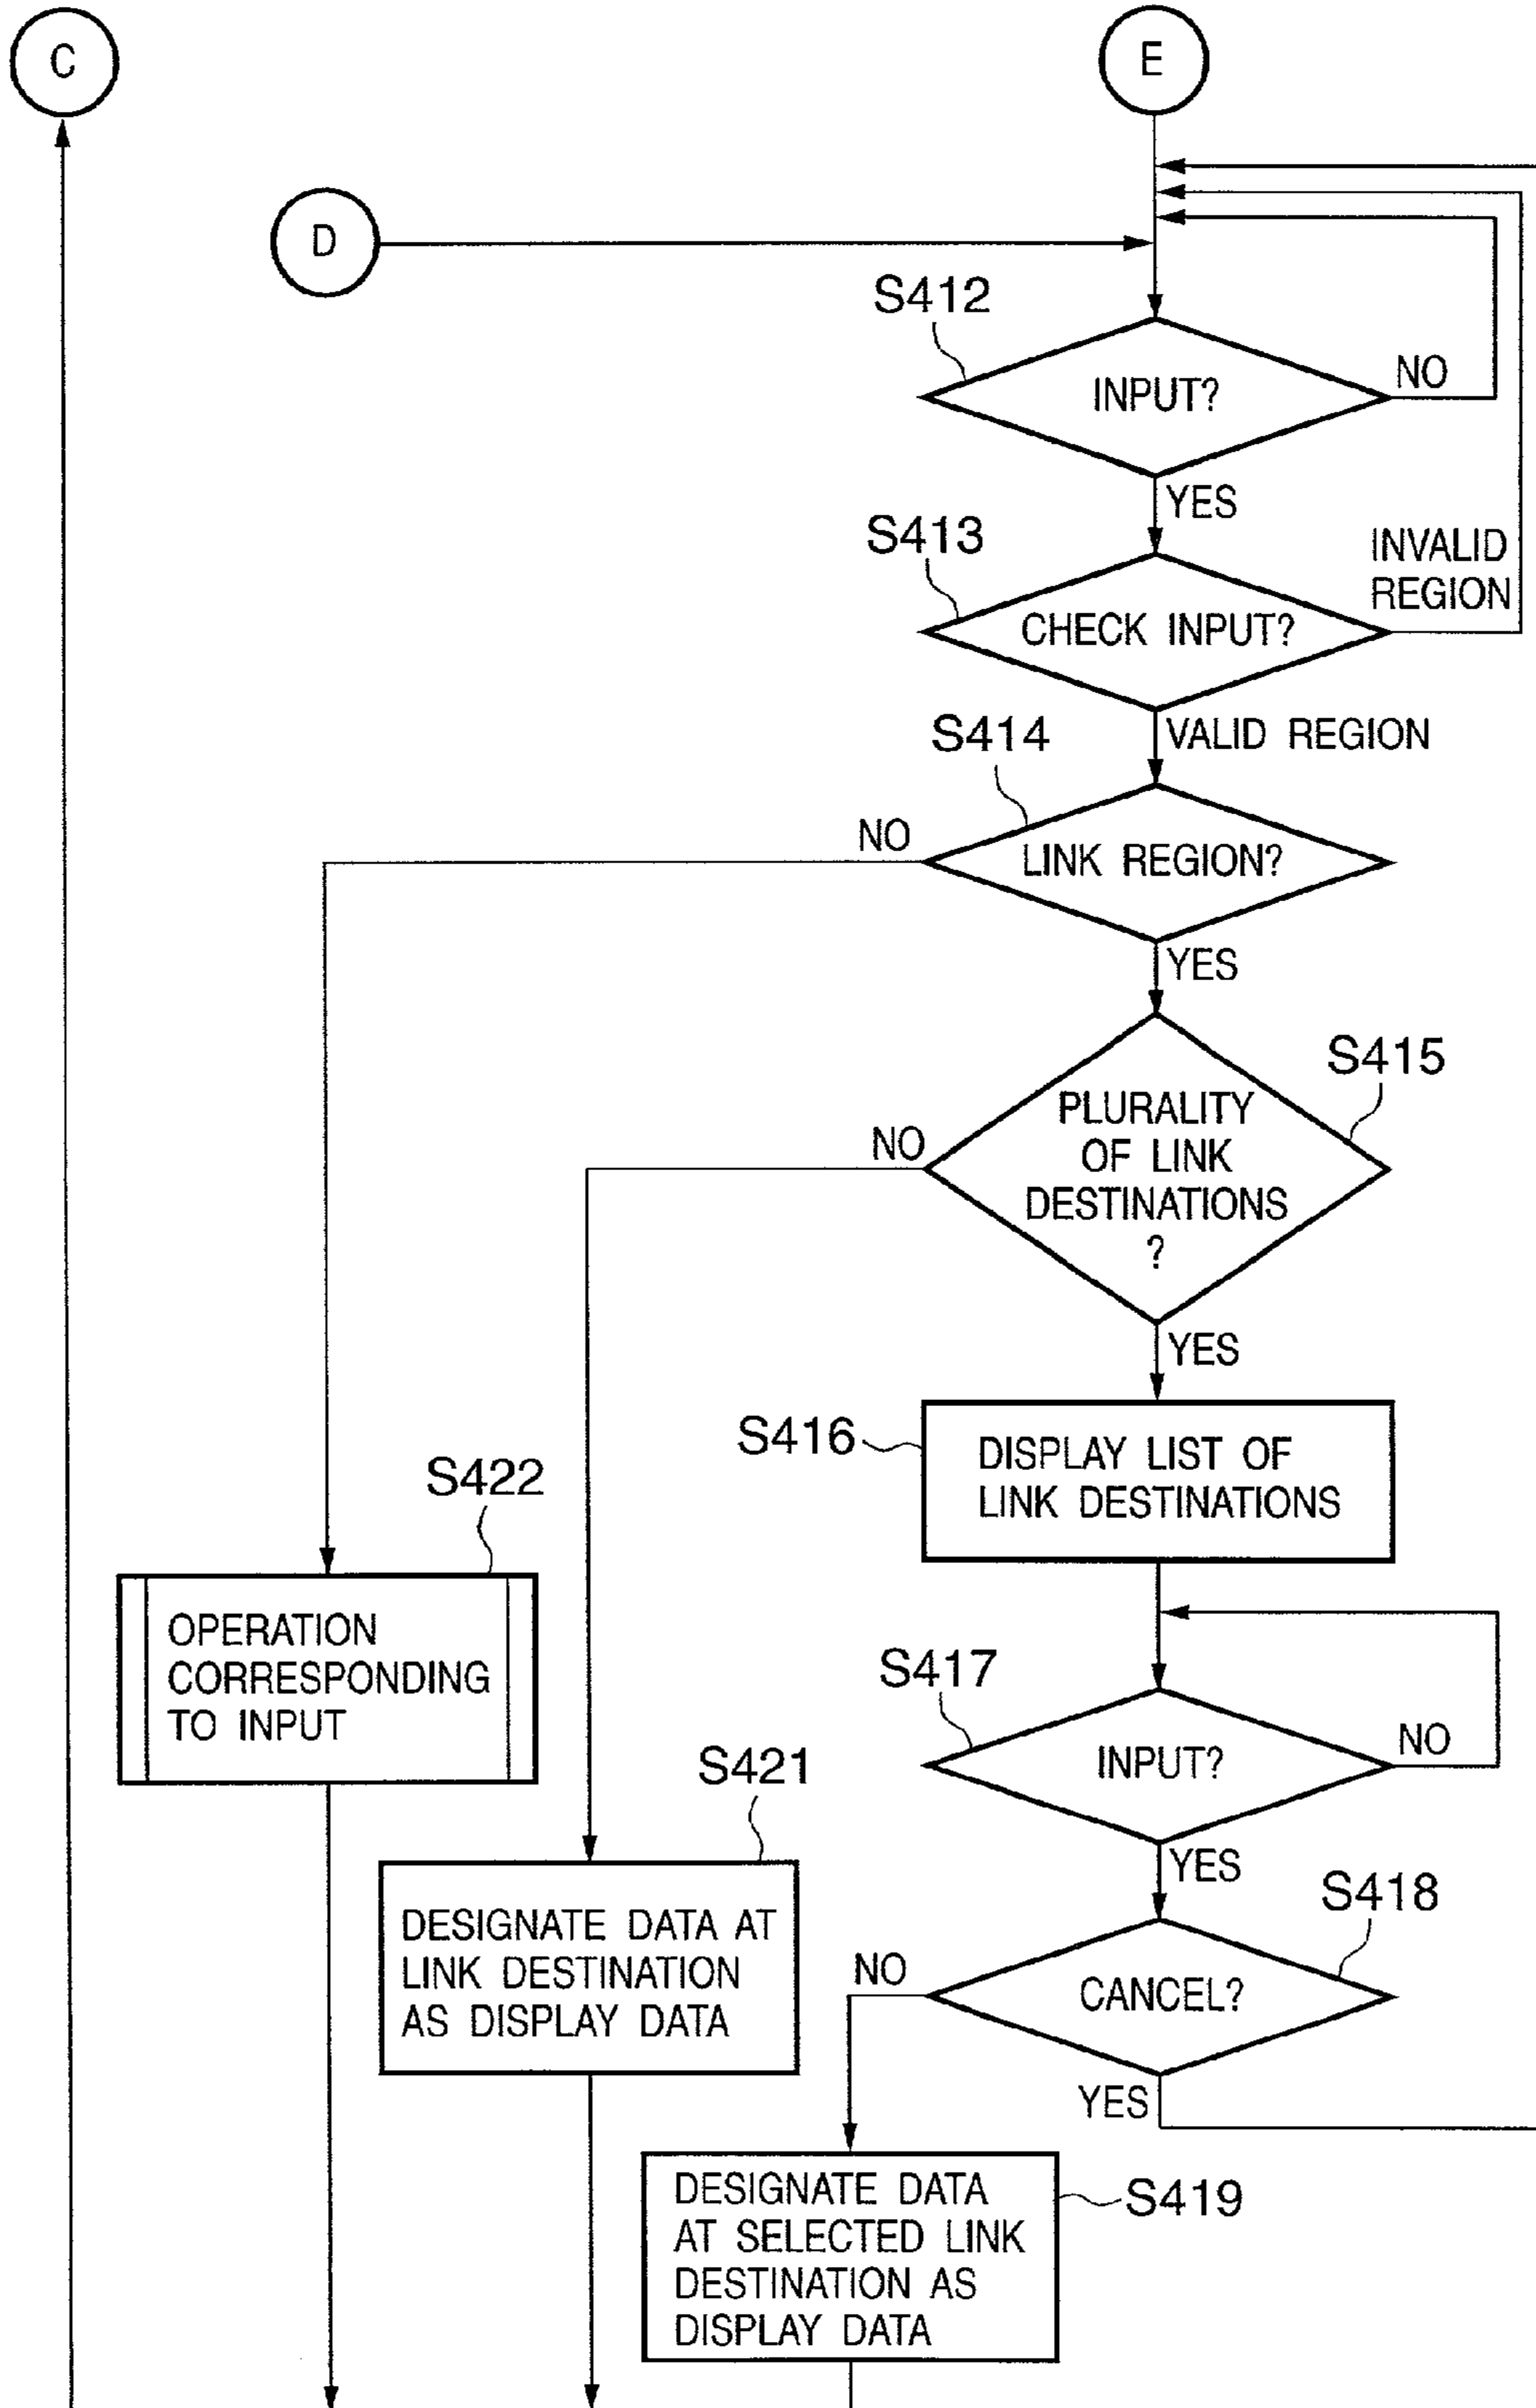 C
E
D
S412
INPUT?
NO
YES
S413
CHECK INPUT?
INVALID
REGION
VALID REGION
S414
LINK REGION?
NO
YES
S415
PLURALITY
OF LINK
DESTINATIONS
?
NO
YES
S416
DISPLAY LIST OF
LINK DESTINATIONS
S422
OPERATION
CORRESPONDING
TO INPUT
S417
INPUT?
NO
YES
S421
DESIGNATE DATA AT
LINK DESTINATION
AS DISPLAY DATA
S418
CANCEL?
NO
YES
S419
DESIGNATE DATA
AT SELECTED LINK
DESTINATION AS
DISPLAY DATA